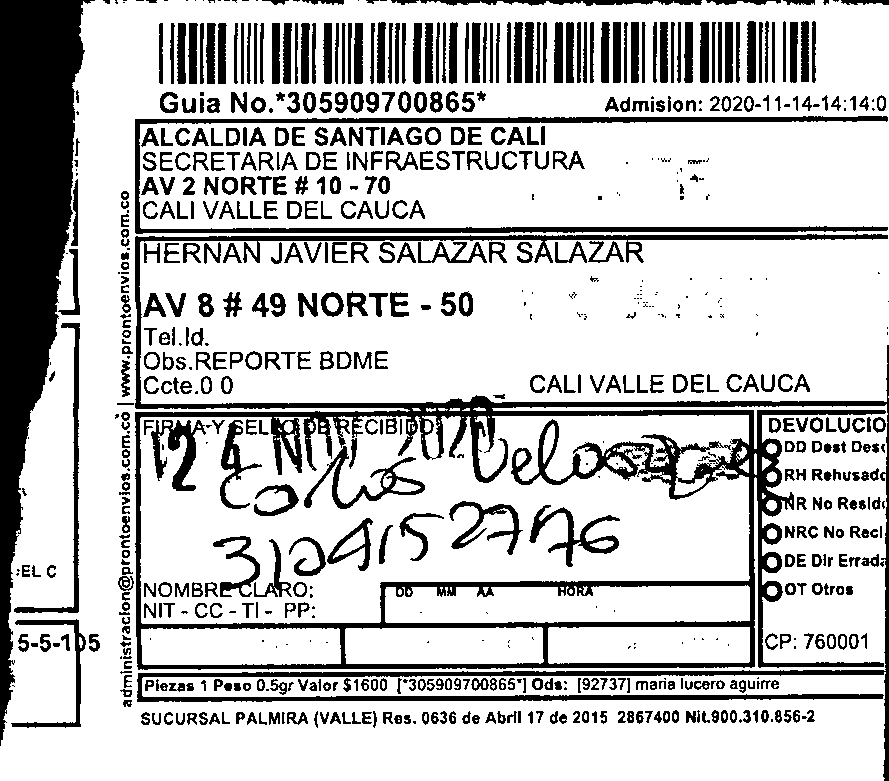 Guia No.*305909700865*
Admision: 2020-11-14-14:14:0
ALCALDIA DE SANTIAGO DE CALI
SECRETARIA DE INFRAESTRUCTURA
AV 2 NORTE # 10 - 70
CALI VALLE DEL CAUCA
www.prontoenvios.com.co
HERNAN JAVIER SALAZAR SALAZAR
AV 8 # 49 NORTE - 50
Tel.Id.
Obs.REPORTE BDME
Ccte.0 0
CALI VALLE DEL CAUCA
administracion@prontoenvios.com.co
FIRMA Y SELLO DE RECIBIDO
24 NOV 2020
Carlos Velasquez
NOMBRE CLARO:
NIT - CC - TI - PP:
DD MM AA HORA
DEVOLUCIO
DD Dest Desc
RH Rehusado
NR No Reside
NRC No Recl
DE Dir Errada
OT Otros
CP: 760001
:EL C
5-5-105
Piezas 1 Peso 0.5gr Valor $1600 [*305909700865*] Ods: [92737] maria lucero aguirre
SUCURSAL PALMIRA (VALLE) Res. 0636 de Abril 17 de 2015 2867400 Nit.900.310.856-2